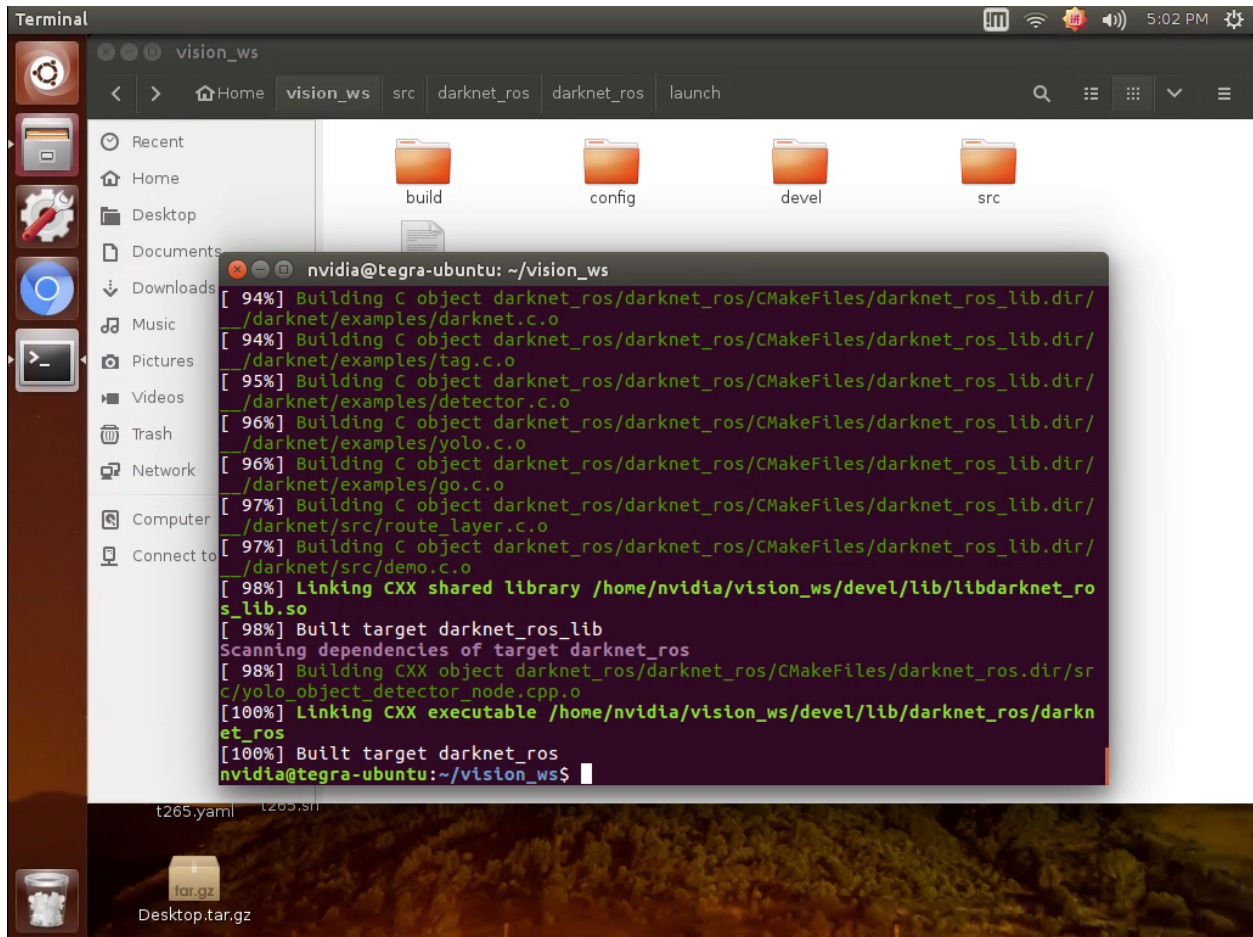 Terminal
5:02 PM
vision_ws
Home vision_ws src darknet_ros darknet_ros launch
Recent
Home
Desktop
Documents
Downloads
Music
Pictures
Videos
Trash
Network
Computer
Connect to
build config devel src
nvidia@tegra-ubuntu: ~/vision_ws
[ 94%] Building C object darknet_ros/darknet_ros/CMakeFiles/darknet_ros_lib.dir/
__/darknet/examples/darknet.c.o
[ 94%] Building C object darknet_ros/darknet_ros/CMakeFiles/darknet_ros_lib.dir/
__/darknet/examples/tag.c.o
[ 95%] Building C object darknet_ros/darknet_ros/CMakeFiles/darknet_ros_lib.dir/
__/darknet/examples/detector.c.o
[ 96%] Building C object darknet_ros/darknet_ros/CMakeFiles/darknet_ros_lib.dir/
__/darknet/examples/yolo.c.o
[ 96%] Building C object darknet_ros/darknet_ros/CMakeFiles/darknet_ros_lib.dir/
__/darknet/examples/go.c.o
[ 97%] Building C object darknet_ros/darknet_ros/CMakeFiles/darknet_ros_lib.dir/
__/darknet/src/route_layer.c.o
[ 97%] Building C object darknet_ros/darknet_ros/CMakeFiles/darknet_ros_lib.dir/
__/darknet/src/demo.c.o
[ 98%] Linking CXX shared library /home/nvidia/vision_ws/devel/lib/libdarknet_ro
s_lib.so
[ 98%] Built target darknet_ros_lib
Scanning dependencies of target darknet_ros
[ 98%] Building CXX object darknet_ros/darknet_ros/CMakeFiles/darknet_ros.dir/sr
c/yolo_object_detector_node.cpp.o
[100%] Linking CXX executable /home/nvidia/vision_ws/devel/lib/darknet_ros/darkn
et_ros
[100%] Built target darknet_ros
nvidia@tegra-ubuntu:~/vision_ws$
t265.yaml t265.sh
tar.gz
Desktop.tar.gz